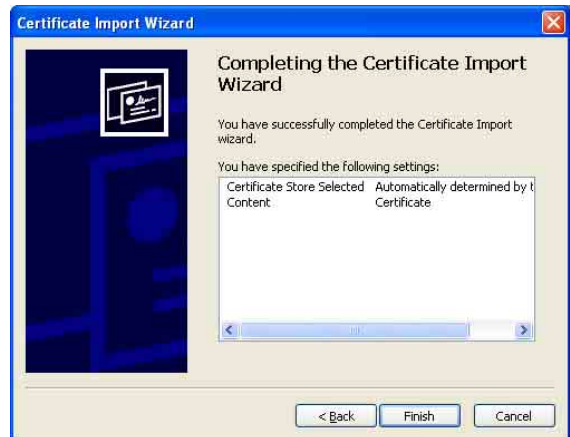 Certificate Import Wizard
Completing the Certificate Import
Wizard
You have successfully completed the Certificate Import
wizard.
You have specified the following settings:
Certificate Store Selected Automatically determined by t
Content Certificate
< Back Finish Cancel